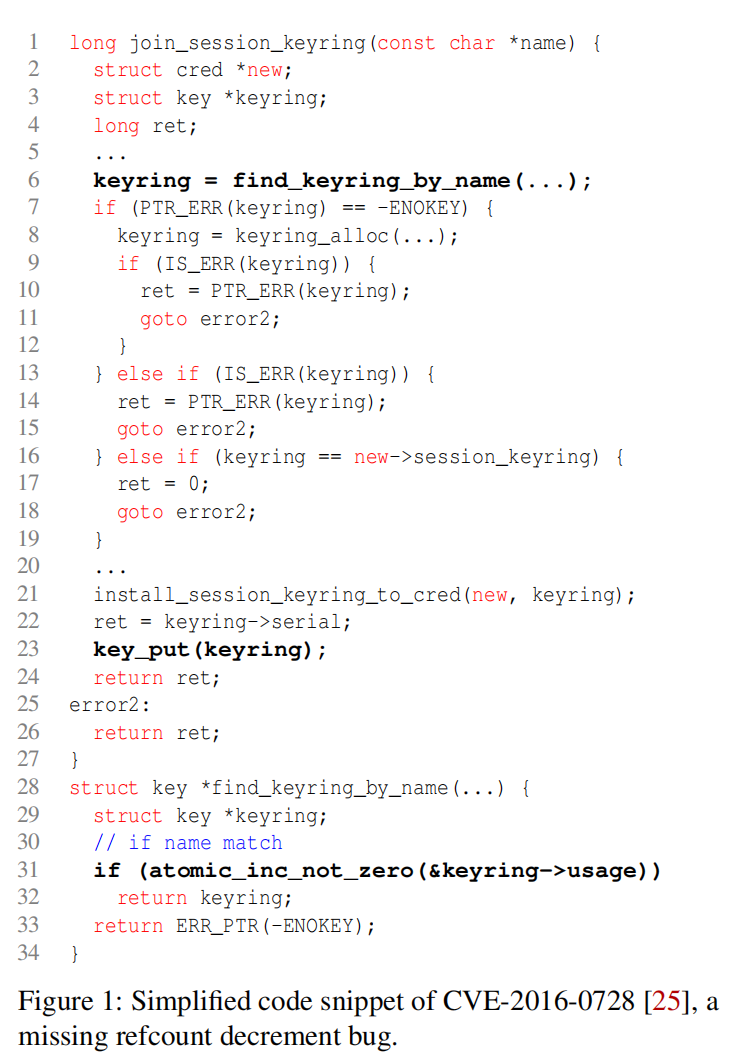 1 long join_session_keyring(const char *name) {
2 struct cred *new;
3 struct key *keyring;
4 long ret;
5 ...
6 keyring = find_keyring_by_name(...);
7 if (PTR_ERR(keyring) == -ENOKEY) {
8 keyring = keyring_alloc(...);
9 if (IS_ERR(keyring)) {
10 ret = PTR_ERR(keyring);
11 goto error2;
12 }
13 } else if (IS_ERR(keyring)) {
14 ret = PTR_ERR(keyring);
15 goto error2;
16 } else if (keyring == new->session_keyring) {
17 ret = 0;
18 goto error2;
19 }
20 ...
21 install_session_keyring_to_cred(new, keyring);
22 ret = keyring->serial;
23 key_put(keyring);
24 return ret;
25 error2:
26 return ret;
27 }
28 struct key *find_keyring_by_name(...) {
29 struct key *keyring;
30 // if name match
31 if (atomic_inc_not_zero(&keyring->usage))
32 return keyring;
33 return ERR_PTR(-ENOKEY);
34 }
Figure 1: Simplified code snippet of CVE-2016-0728 [25], a
missing refcount decrement bug.